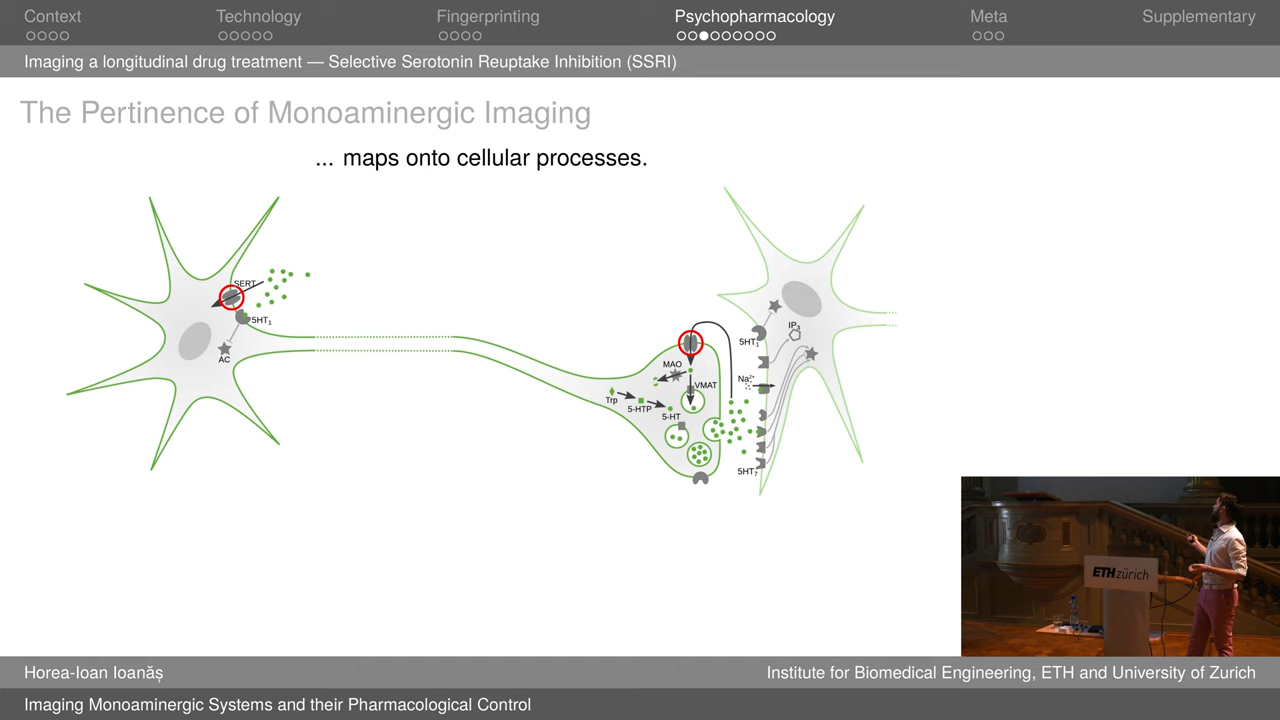 Context Technology Fingerprinting Psychopharmacology Meta Supplementary
Imaging a longitudinal drug treatment — Selective Serotonin Reuptake Inhibition (SSRI)
The Pertinence of Monoaminergic Imaging
... maps onto cellular processes.
SERT
5HT1
AC
MAO
VMAT
Trp
5-HTP
5-HT
5HT1
IP3
Na2+
5HT7
ETH zürich
Horea-Ioan Ioanăș
Institute for Biomedical Engineering, ETH and University of Zurich
Imaging Monoaminergic Systems and their Pharmacological Control